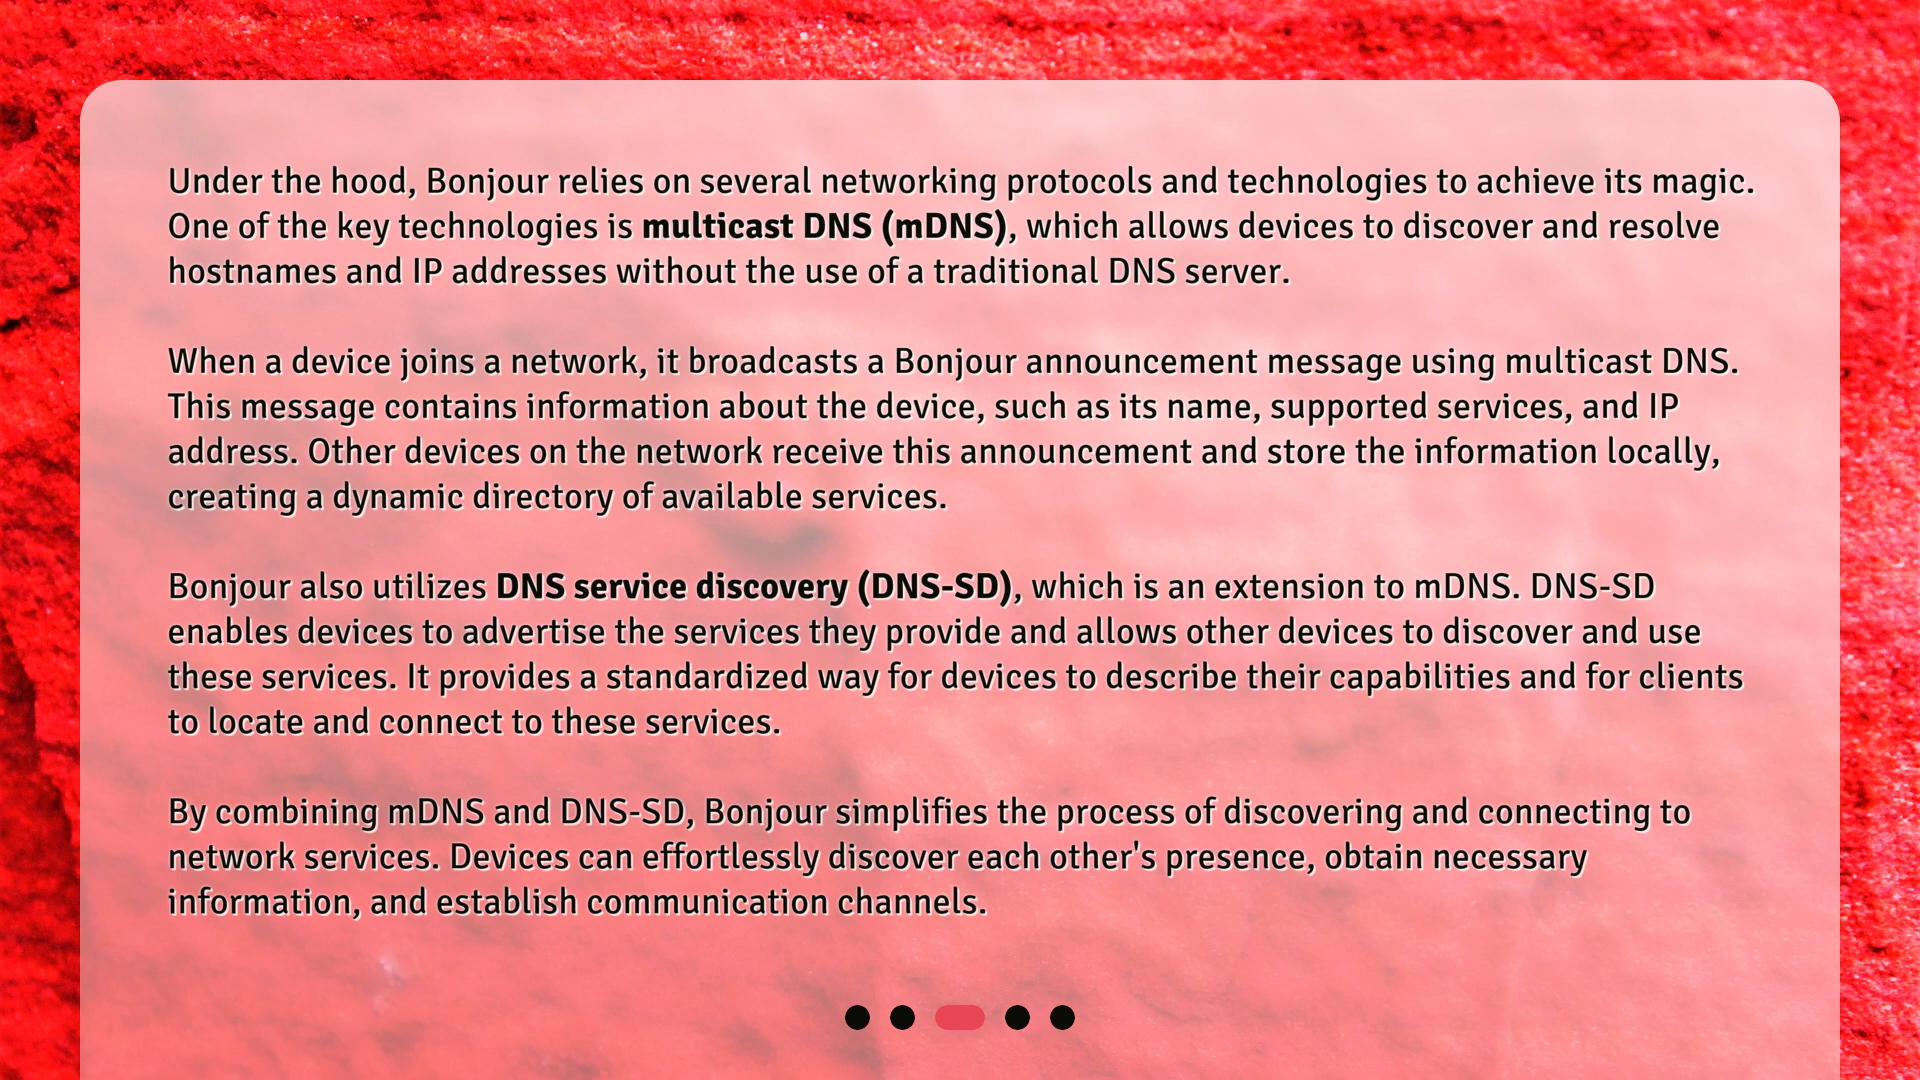 Under the hood, Bonjour relies on several networking protocols and technologies to achieve its magic.
One of the key technologies is multicast DNS (mDNS), which allows devices to discover and resolve
hostnames and IP addresses without the use of a traditional DNS server.
When a device joins a network, it broadcasts a Bonjour announcement message using multicast DNS.
This message contains information about the device, such as its name, supported services, and IP
address. Other devices on the network receive this announcement and store the information locally,
creating a dynamic directory of available services.
Bonjour also utilizes DNS service discovery (DNS-SD), which is an extension to mDNS. DNS-SD
enables devices to advertise the services they provide and allows other devices to discover and use
these services. It provides a standardized way for devices to describe their capabilities and for clients
to locate and connect to these services.
By combining mDNS and DNS-SD, Bonjour simplifies the process of discovering and connecting to
network services. Devices can effortlessly discover each other's presence, obtain necessary
information, and establish communication channels.